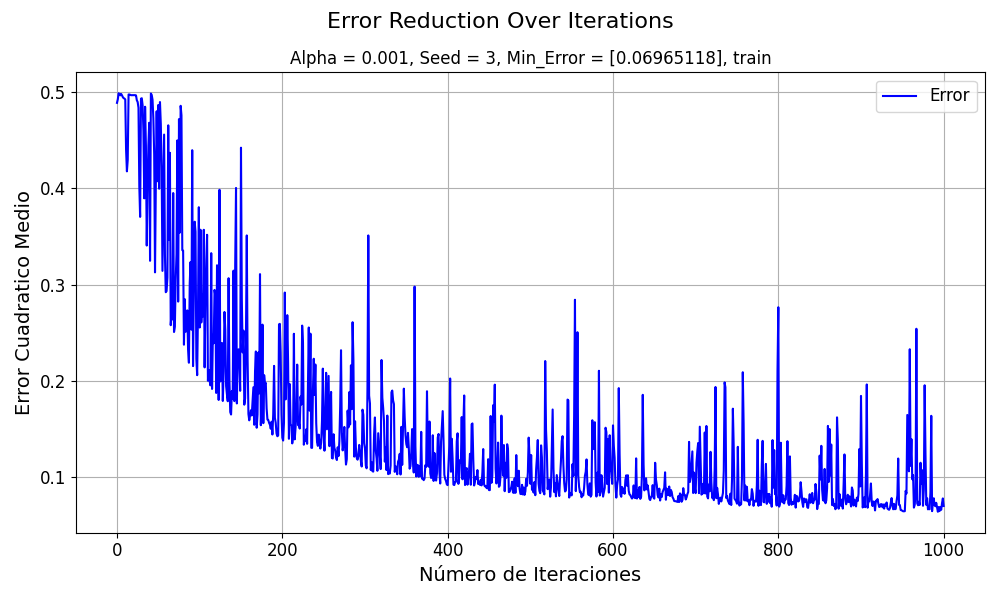 Error Reduction Over Iterations
Alpha = 0.001, Seed = 3, Min_Error = [0.06965118], train
Error
0.5
0.4
0.3
0.2
0.1
Error Cuadratico Medio
0 200 400 600 800 1000
Número de Iteraciones